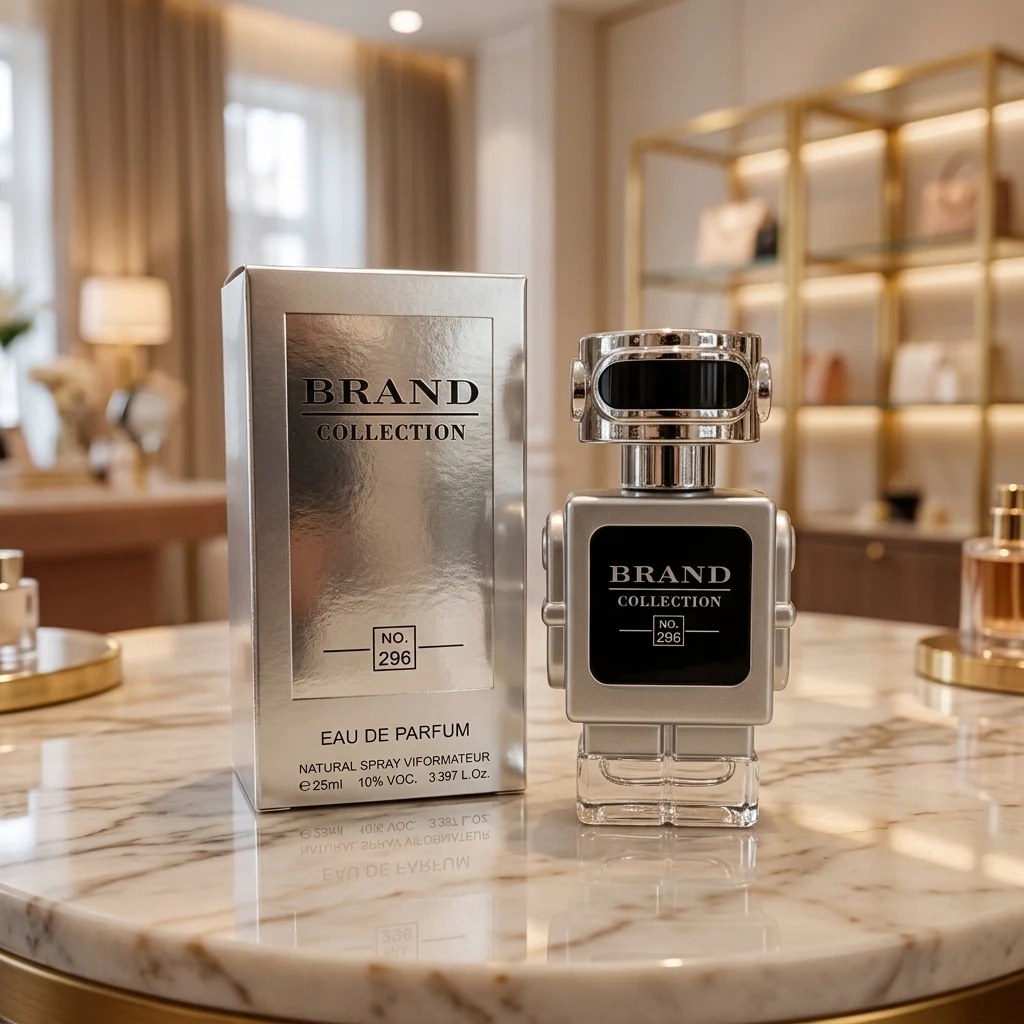 BRAND
COLLECTION
NO.
296
EAU DE PARFUM
NATURAL SPRAY VIFORMATEUR
℮25ml 10% VOC. 3.397 L.Oz.
BRAND
COLLECTION
NO.
296